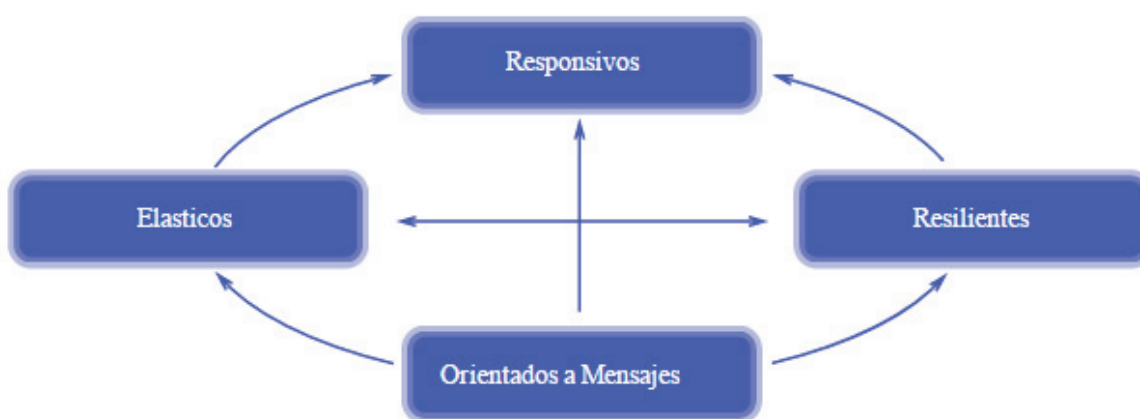 Responsivos
Elasticos
Resilientes
Orientados a Mensajes